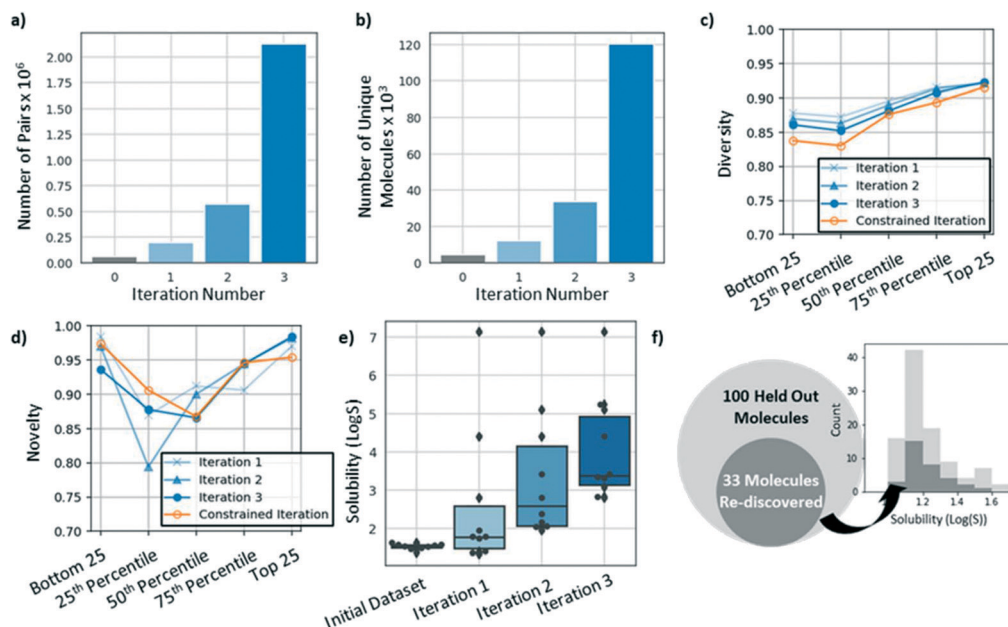 a)
Number of Pairs x 10⁶
2.00
1.75
1.50
1.25
1.00
0.75
0.50
0.25
0.00
0 1 2 3
Iteration Number
b)
Number of Unique
Molecules x 10³
120
100
80
60
40
20
0
0 1 2 3
Iteration Number
c)
Diversity
1.00
0.95
0.90
0.85
0.80
0.75
0.70
Iteration 1
Iteration 2
Iteration 3
Constrained Iteration
Bottom 25
25th Percentile
50th Percentile
75th Percentile
Top 25
d)
Novelty
1.00
0.95
0.90
0.85
0.80
0.75
0.70
Iteration 1
Iteration 2
Iteration 3
Constrained Iteration
Bottom 25
25th Percentile
50th Percentile
75th Percentile
Top 25
e)
Solubility (LogS)
7
6
5
4
3
2
Initial Dataset
Iteration 1
Iteration 2
Iteration 3
f)
100 Held Out
Molecules
33 Molecules
Re-discovered
Count
40
30
20
10
0
1.2 1.4 1.6
Solubility (Log(S))